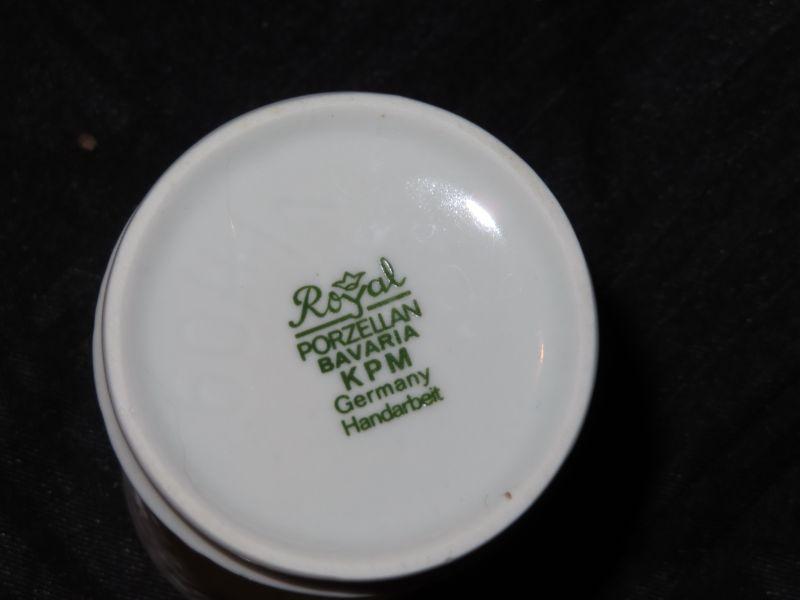 Royal
PORZELLAN
BAVARIA
KPM
Germany
Handarbeit